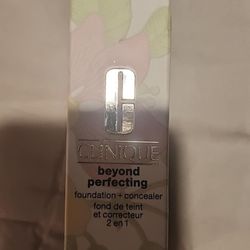 CLINIQUE
beyond
perfecting
foundation + concealer
fond de teint
et correcteur
2 en 1